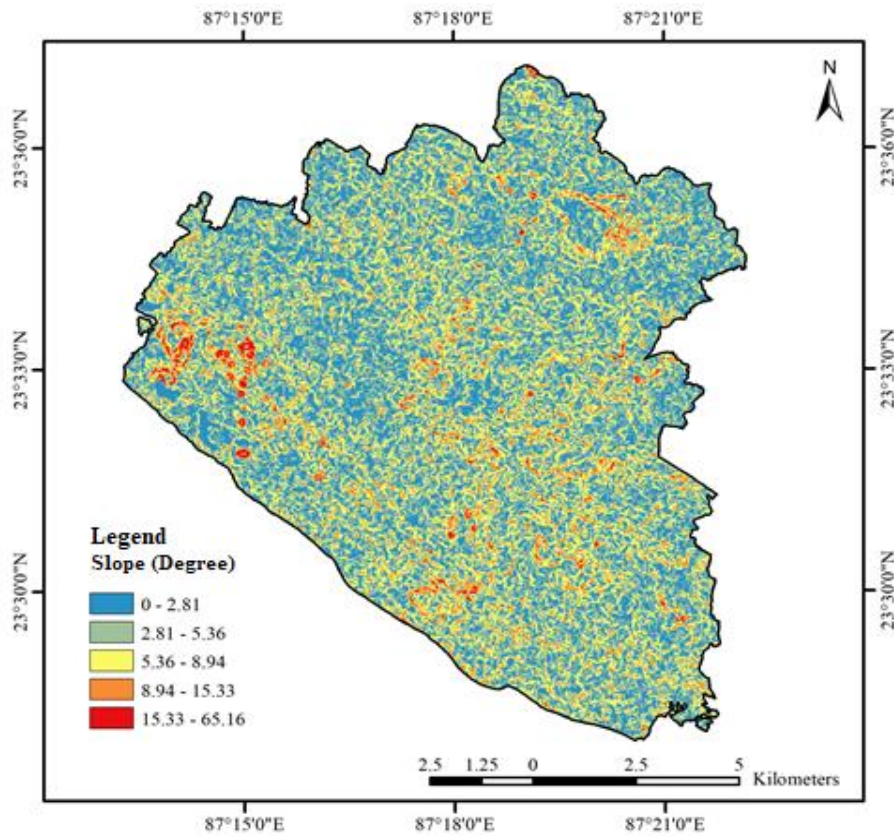 87°15'0"E 87°18'0"E 87°21'0"E
N
23°36'0"N 23°36'0"N
23°33'0"N 23°33'0"N
Legend
Slope (Degree)
23°30'0"N 23°30'0"N
0 - 2.81
2.81 - 5.36
5.36 - 8.94
8.94 - 15.33
15.33 - 65.16
2.5 1.25 0 2.5 5
Kilometers
87°15'0"E 87°18'0"E 87°21'0"E